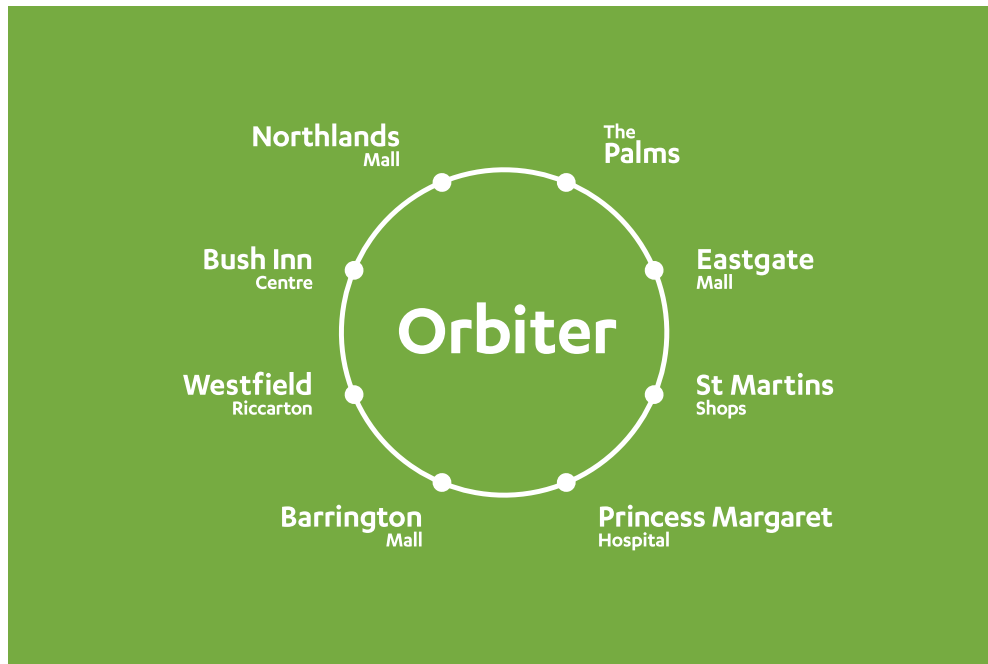 Northlands
Mall
The
Palms
Bush Inn
Centre
Eastgate
Mall
Orbiter
Westfield
Riccarton
St Martins
Shops
Barrington
Mall
Princess Margaret
Hospital